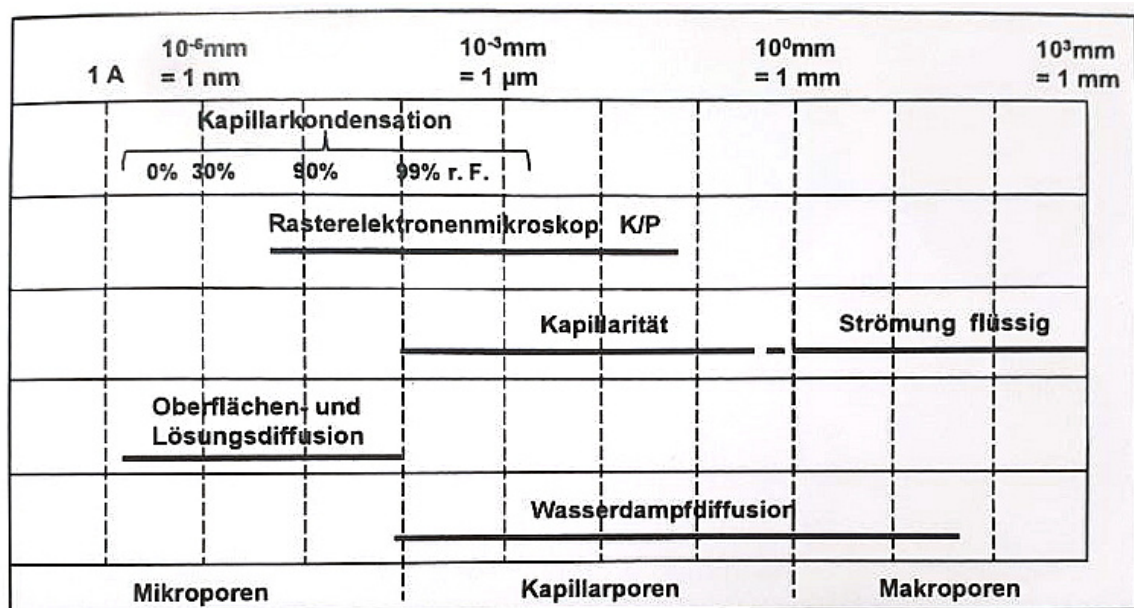 1 A
10⁻⁶mm
= 1 nm
10⁻³mm
= 1 µm
10⁰mm
= 1 mm
10³mm
= 1 mm
Kapillarkondensation
0% 30% 90% 99% r. F.
Rasterelektronenmikroskop K/P
Kapillarität
Strömung flüssig
Oberflächen- und
Lösungsdiffusion
Wasserdampfdiffusion
Mikroporen
Kapillarporen
Makroporen